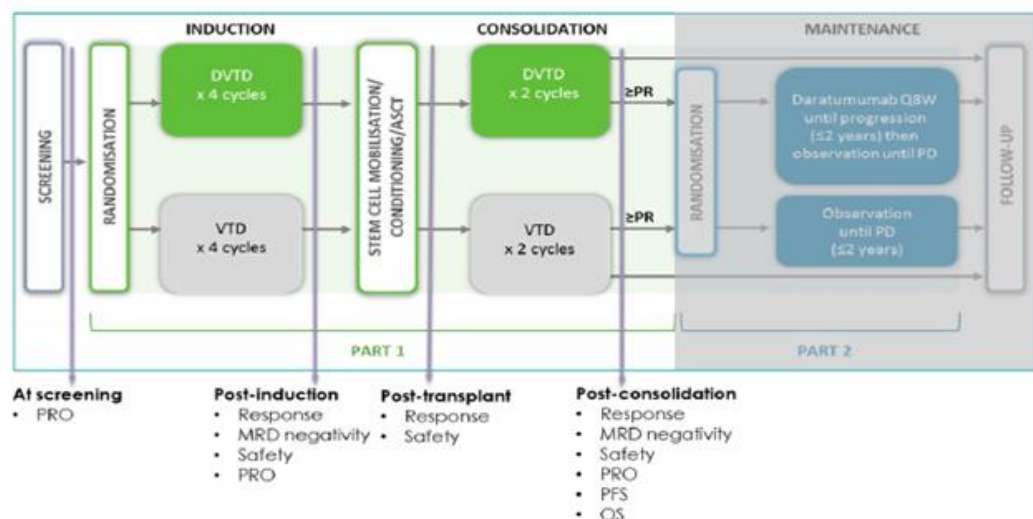 INDUCTION
CONSOLIDATION
MAINTENANCE
SCREENING
RANDOMISATION
DVTD
x 4 cycles
VTD
x 4 cycles
STEM CELL MOBILISATION/
CONDITIONING/ASCT
DVTD
x 2 cycles
VTD
x 2 cycles
≥PR
≥PR
RANDOMISATION
Daratumumab Q8W
until progression
(≤2 years) then
observation until PD
Observation
until PD
(≤2 years)
FOLLOW-UP
PART 1
PART 2
At screening
• PRO
Post-induction
• Response
• MRD negativity
• Safety
• PRO
Post-transplant
• Response
• Safety
Post-consolidation
• Response
• MRD negativity
• Safety
• PRO
• PFS
• OS